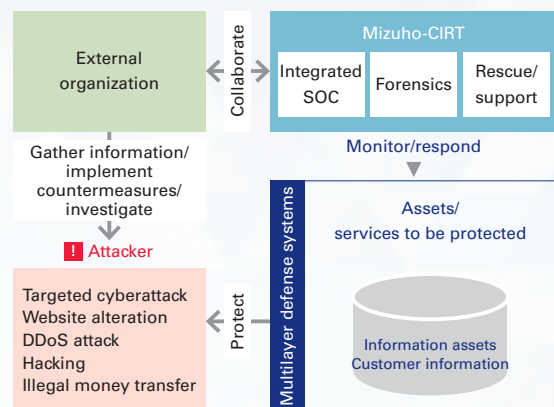 External
organization
Collaborate
Mizuho-CIRT
Integrated
SOC
Forensics
Rescue/
support
Gather information/
implement
countermeasures/
investigate
Monitor/respond
! Attacker
Targeted cyberattack
Website alteration
DDoS attack
Hacking
Illegal money transfer
Protect
Multilayer defense systems
Assets/
services to be protected
Information assets
Customer information